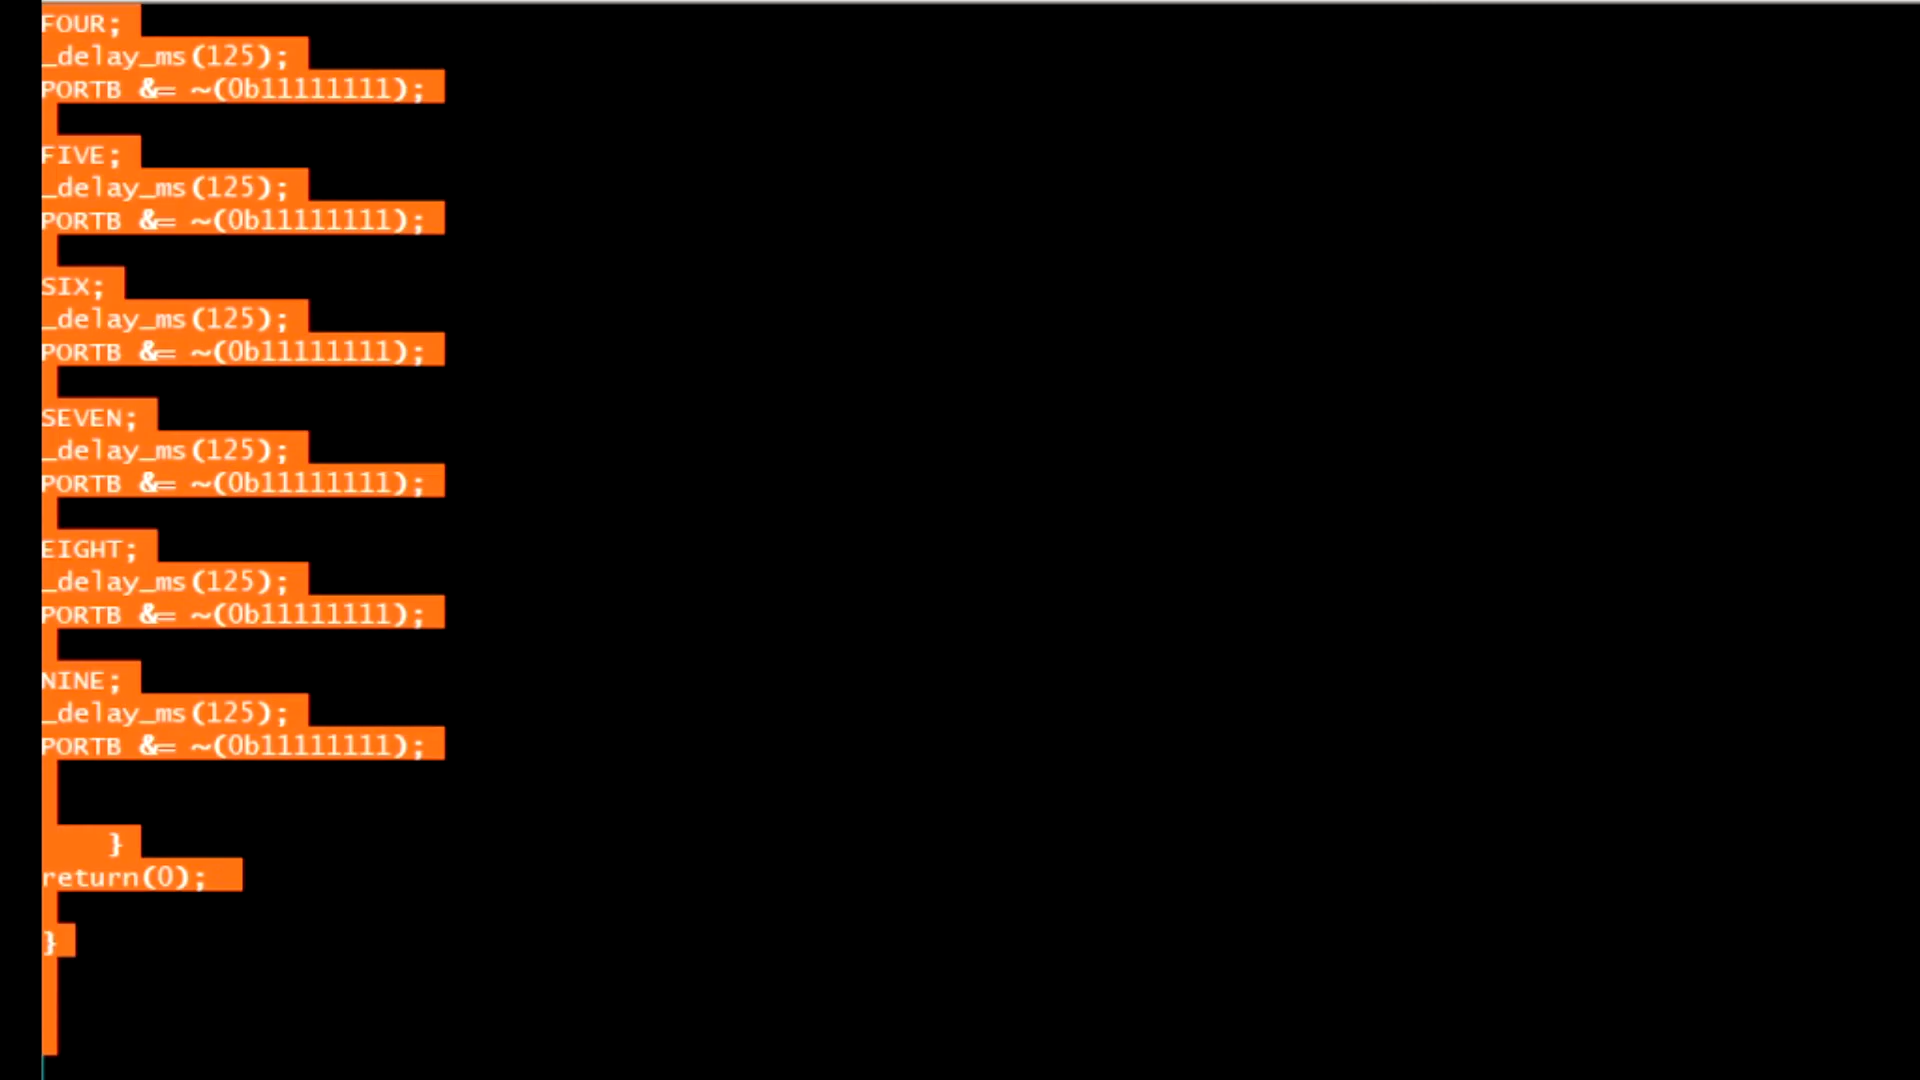 FOUR;
_delay_ms(125);
PORTB &= ~(0b11111111);
FIVE;
_delay_ms(125);
PORTB &= ~(0b11111111);
SIX;
_delay_ms(125);
PORTB &= ~(0b11111111);
SEVEN;
_delay_ms(125);
PORTB &= ~(0b11111111);
EIGHT;
_delay_ms(125);
PORTB &= ~(0b11111111);
NINE;
_delay_ms(125);
PORTB &= ~(0b11111111);
}
return(0);
}